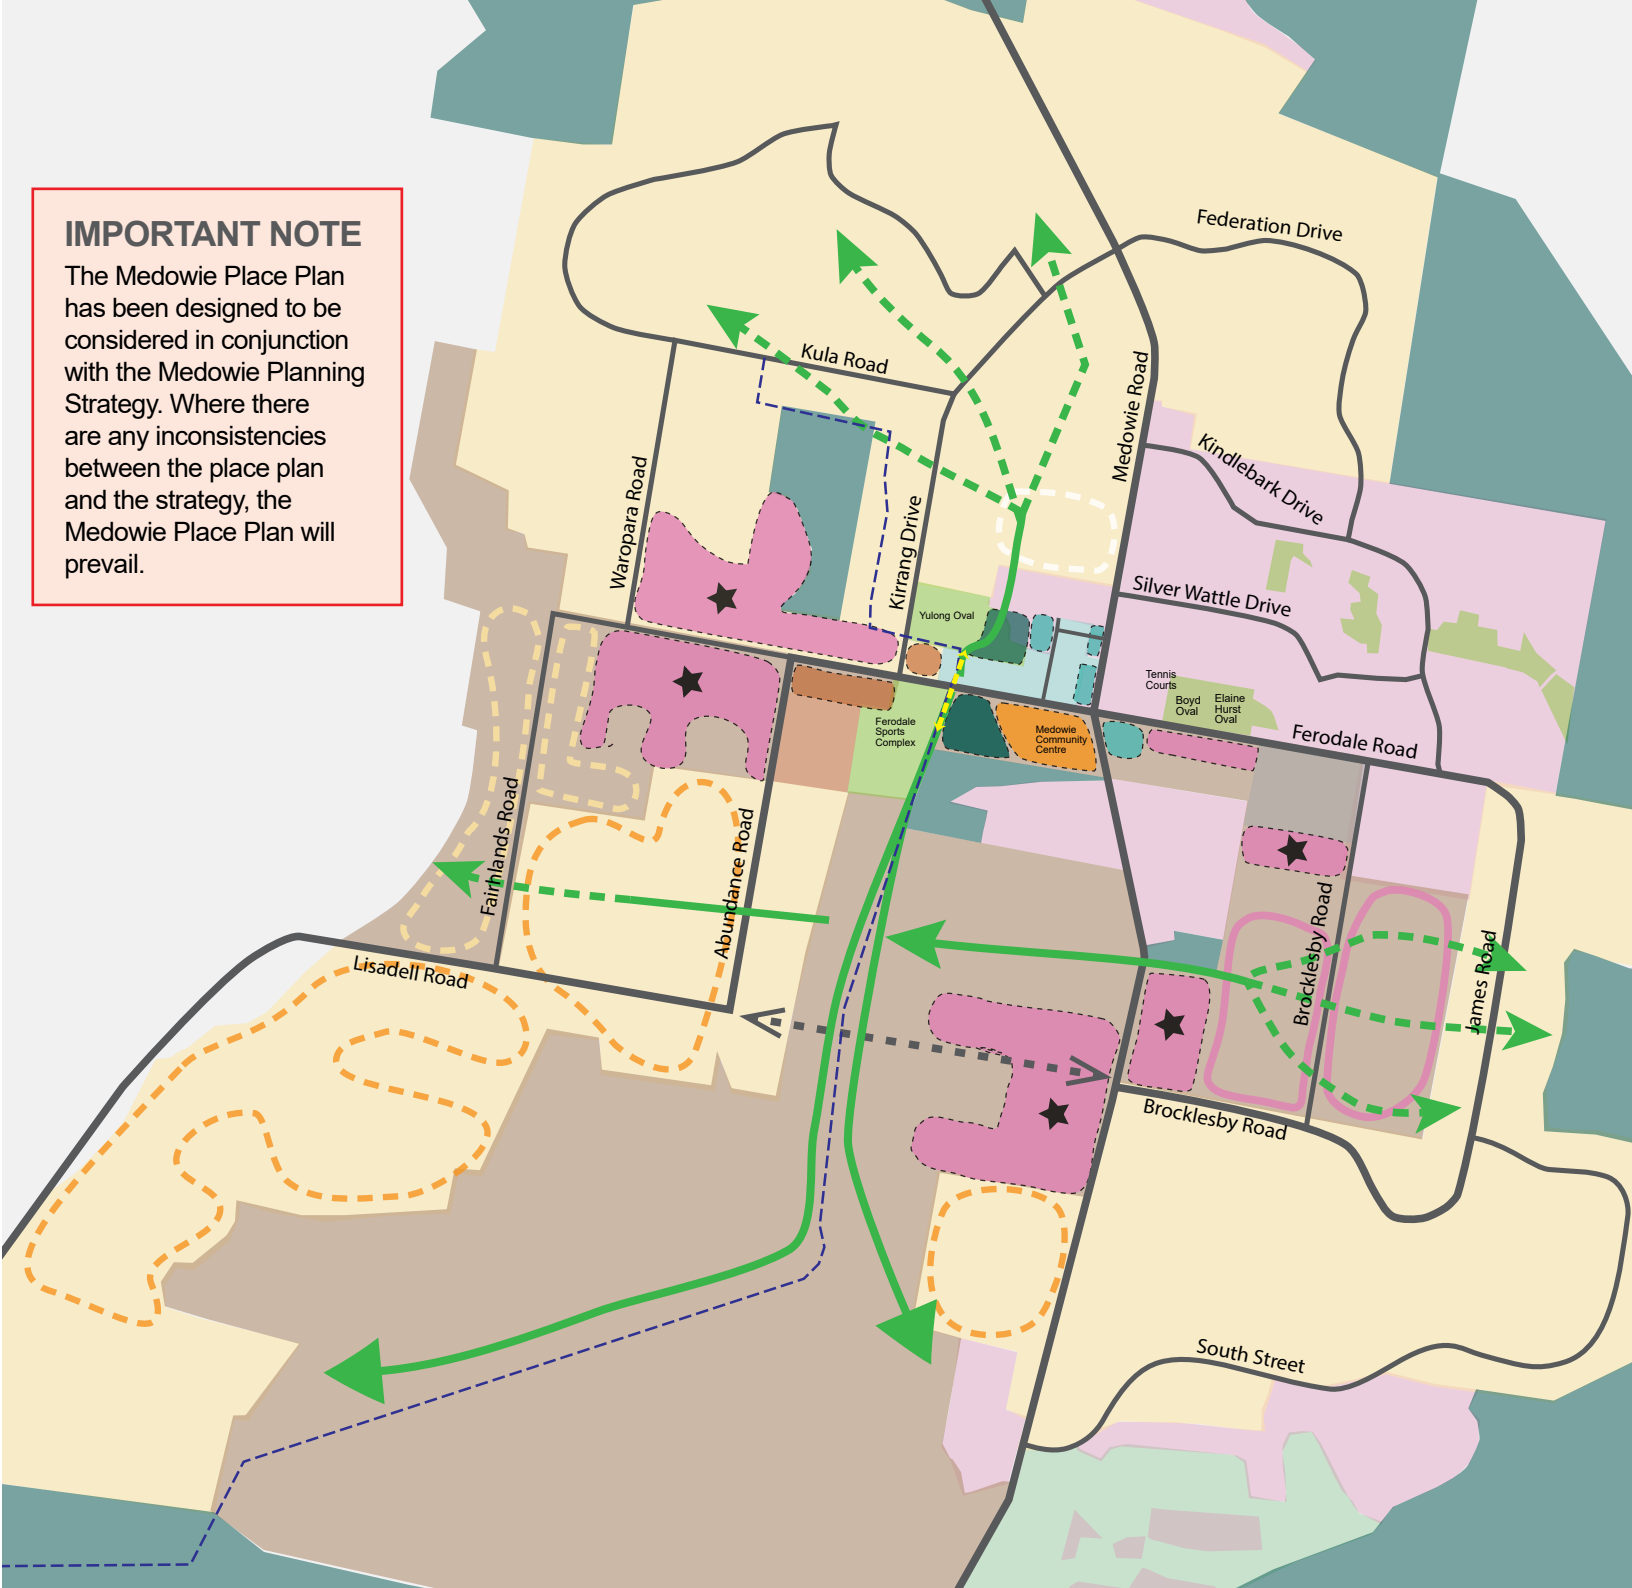 IMPORTANT NOTE
The Medowie Place Plan
has been designed to be
considered in conjunction
with the Medowie Planning
Strategy. Where there
are any inconsistencies
between the place plan
and the strategy, the
Medowie Place Plan will
prevail.
Federation Drive
Kula Road
Medowie Road
Kindlebark Drive
Waropara Road
Kirrang Drive
Silver Wattle Drive
Yulong Oval
Tennis
Courts
Boyd
Oval
Elaine
Hurst
Oval
Ferodale
Sports
Complex
Medowie
Community
Centre
Ferodale Road
Fairhlands Road
Abundance Road
Brocklesby Road
James Road
Lisadell Road
Brocklesby Road
South Street